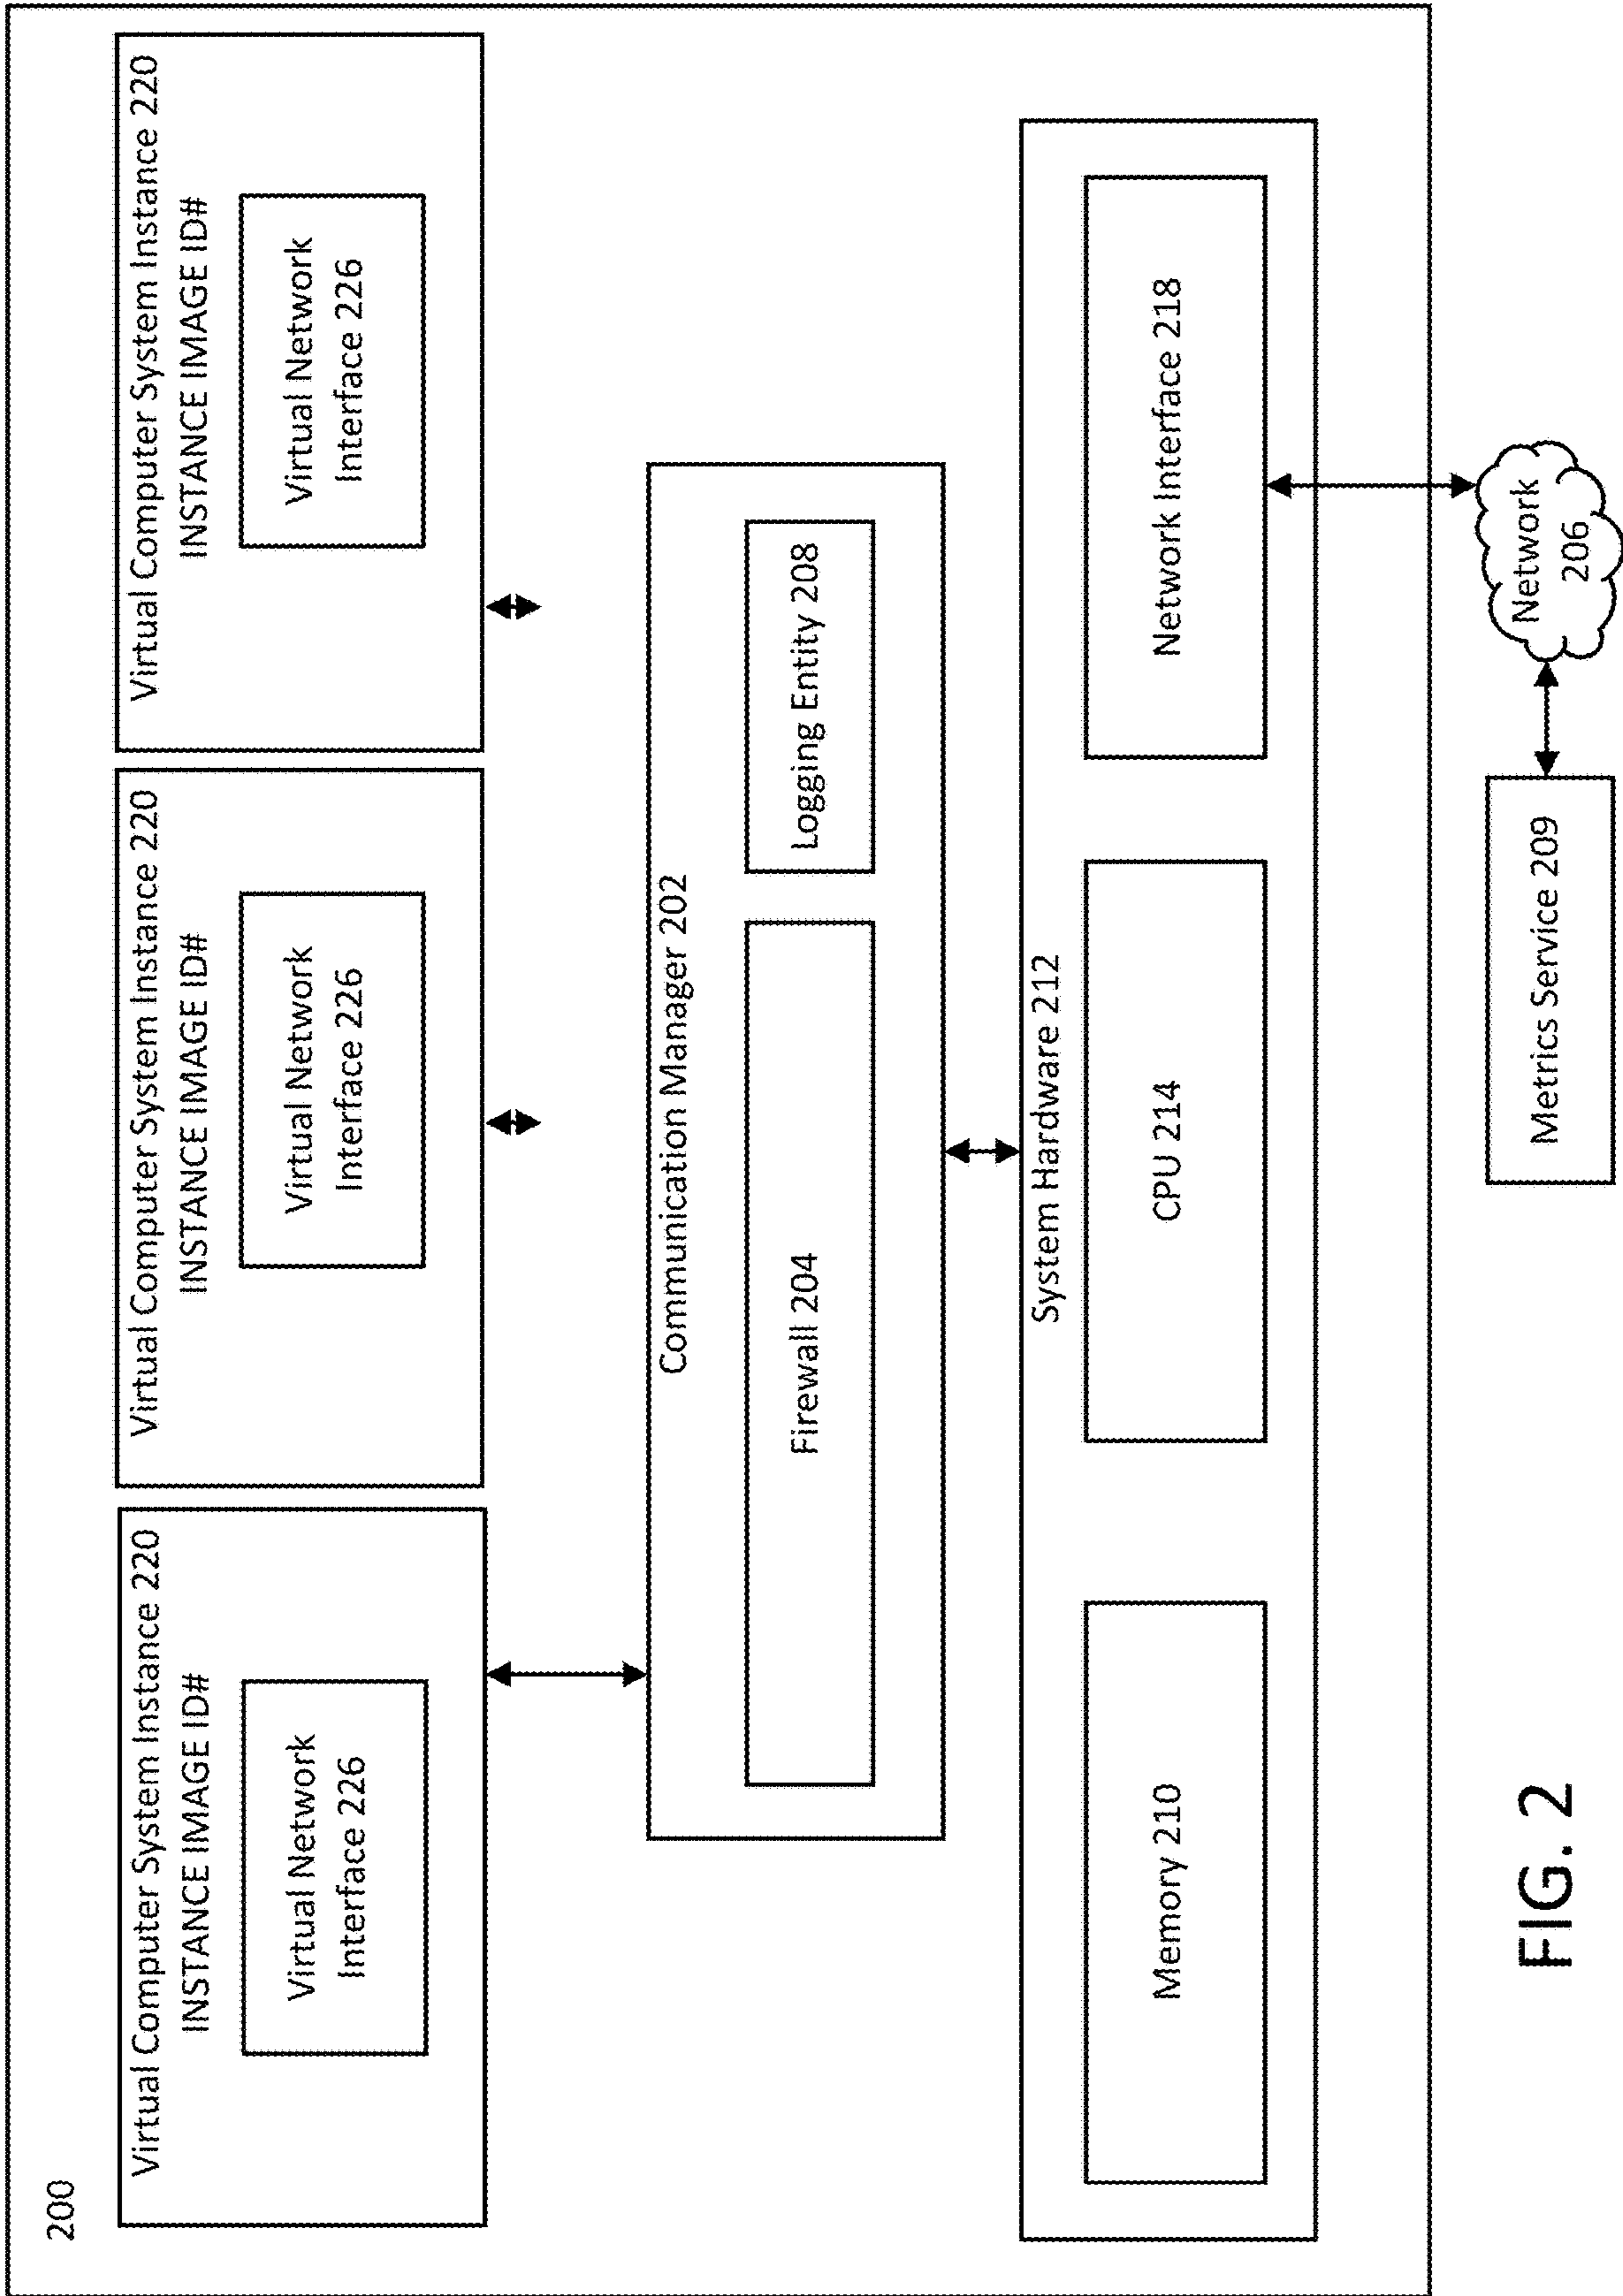 200
Virtual Computer System Instance 220
INSTANCE IMAGE ID#
Virtual Network
Interface 226
Virtual Computer System Instance 220
INSTANCE IMAGE ID#
Virtual Network
Interface 226
Virtual Computer System Instance 220
INSTANCE IMAGE ID#
Virtual Network
Interface 226
Communication Manager 202
Firewall 204
Logging Entity 208
System Hardware 212
Memory 210
CPU 214
Network Interface 218
Metrics Service 209
Network
206
FIG. 2